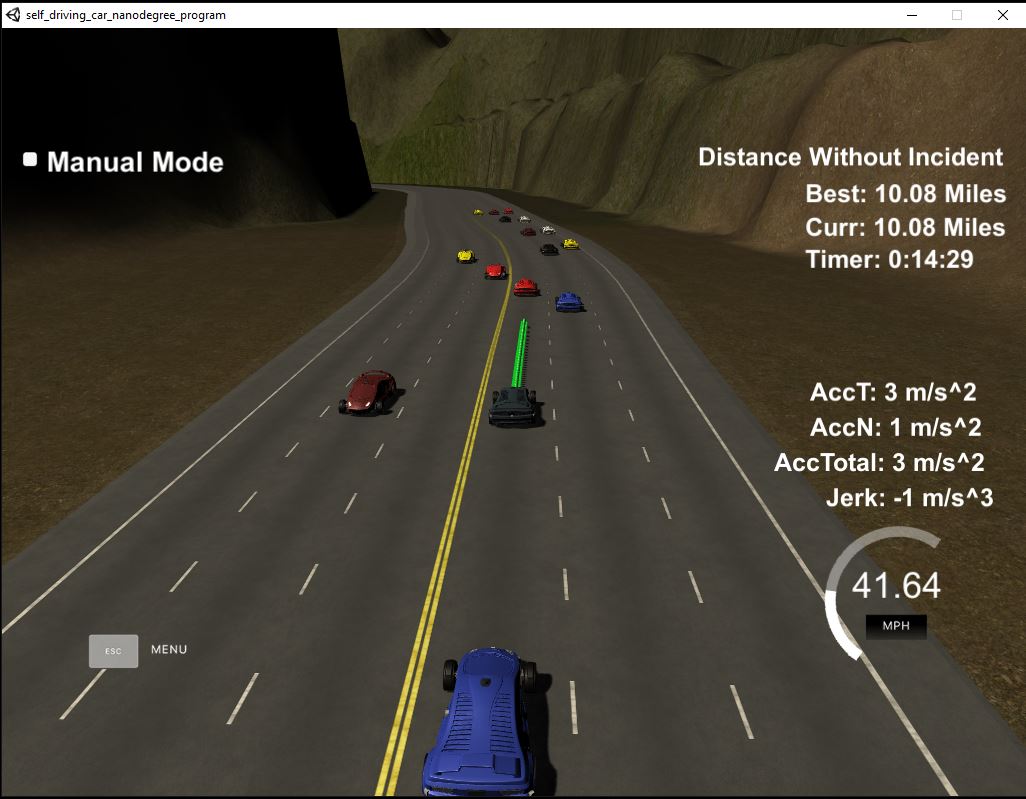 self_driving_car_nanodegree_program
Manual Mode
Distance Without Incident
Best: 10.08 Miles
Curr: 10.08 Miles
Timer: 0:14:29
AccT: 3 m/s^2
AccN: 1 m/s^2
AccTotal: 3 m/s^2
Jerk: -1 m/s^3
41.64
MPH
ESC MENU